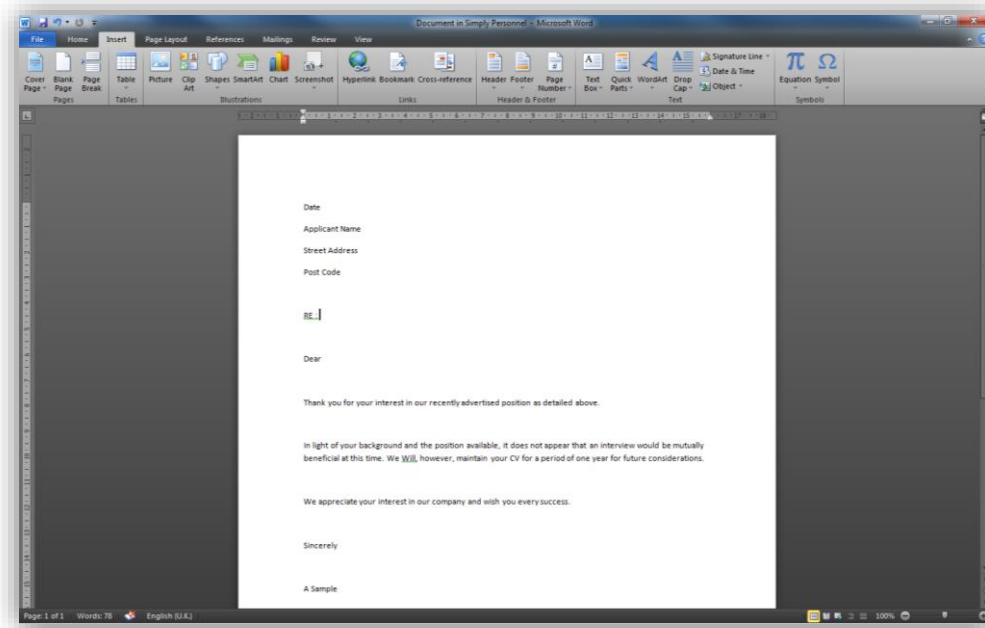 Document in Simply Personnel - Microsoft Word
File Home Insert Page Layout References Mailings Review View
Cover Page Blank Page Page Break Table Picture Clip Art Shapes SmartArt Chart Screenshot Hyperlink Bookmark Cross-reference Header Footer Page Number Text Box Quick Parts WordArt Drop Cap Signature Line Date & Time Object Equation Symbol
Pages Tables Illustrations Links Header & Footer Text Symbols
Date
Applicant Name
Street Address
Post Code
RE :
Dear
Thank you for your interest in our recently advertised position as detailed above.
In light of your background and the position available, it does not appear that an interview would be mutually
beneficial at this time. We Will, however, maintain your CV for a period of one year for future considerations.
We appreciate your interest in our company and wish you every success.
Sincerely
A Sample
Page: 1 of 1 Words: 78 English (U.K.) 100%